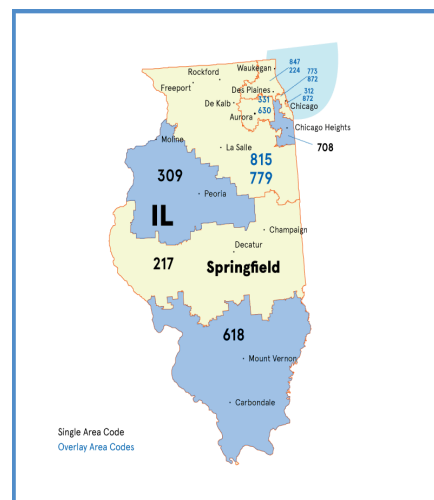 847
Waukegan
224
773
Rockford
872
Freeport
Des Plaines
312
331
872
De Kalb
630
Chicago
Aurora
Chicago Heights
Moline
La Salle
708
815
309
779
Peoria
IL
Champaign
Decatur
217
Springfield
618
Mount Vernon
Carbondale
Single Area Code
Overlay Area Codes